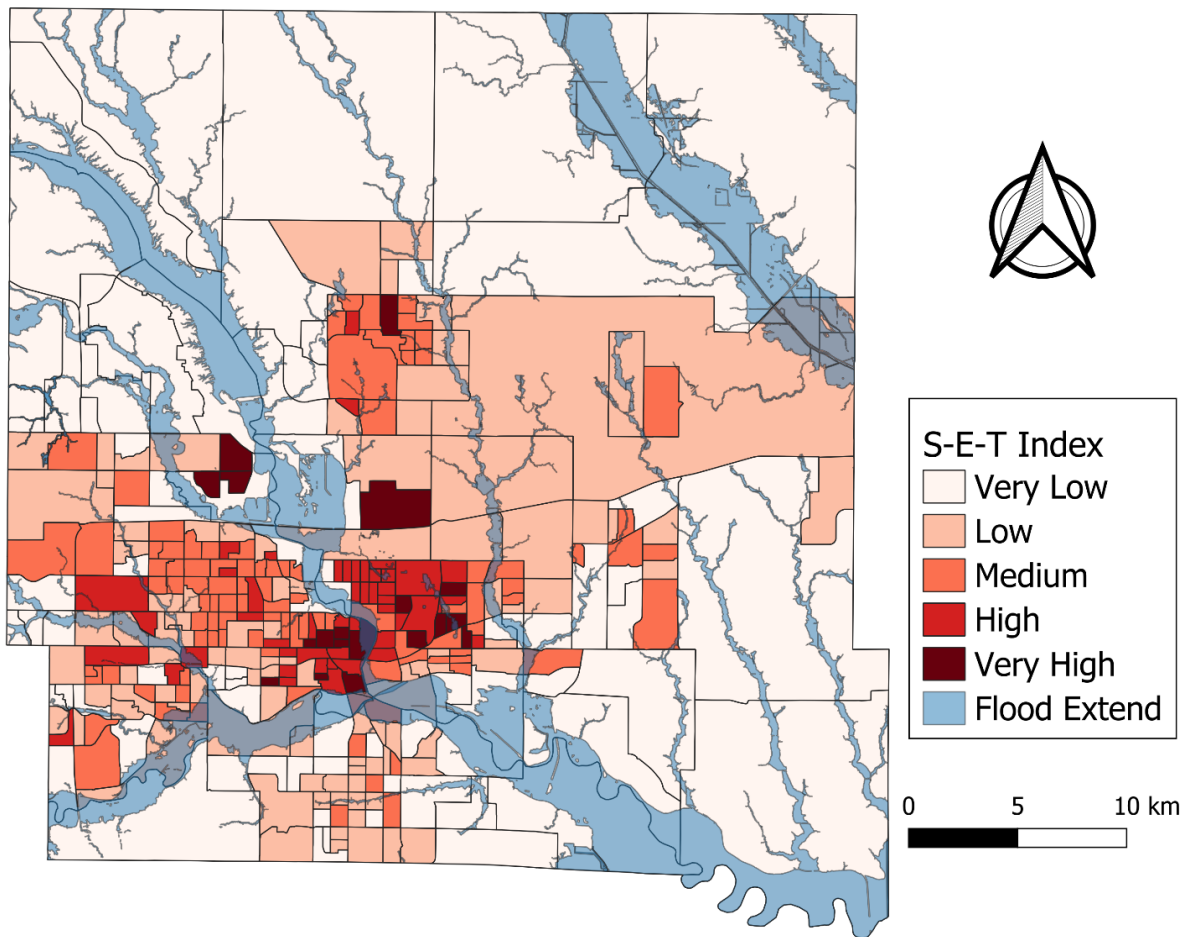 S-E-T Index
Very Low
Low
Medium
High
Very High
Flood Extend
0 5 10 km